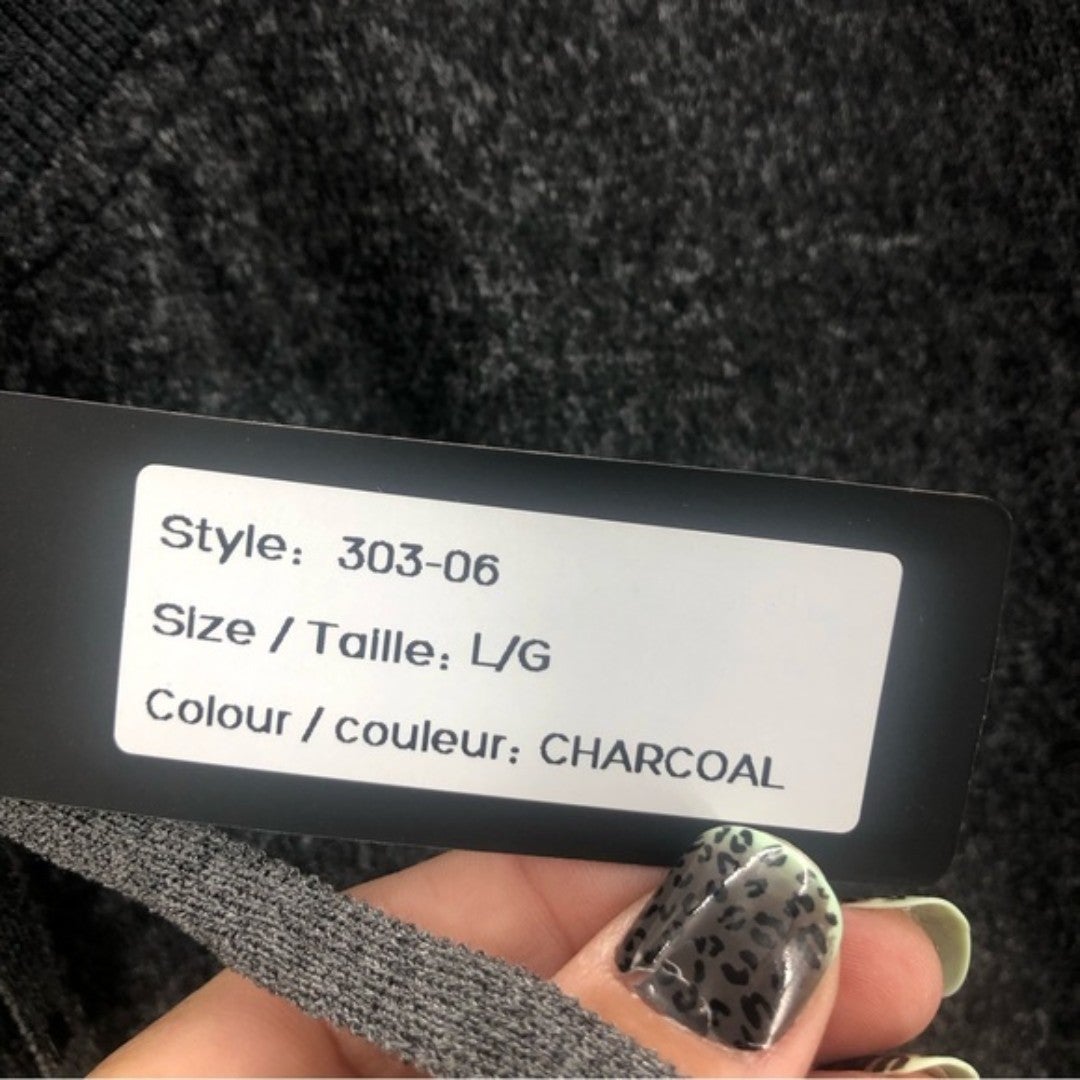 Style: 303-06
Size / Taille: L/G
Colour / couleur: CHARCOAL